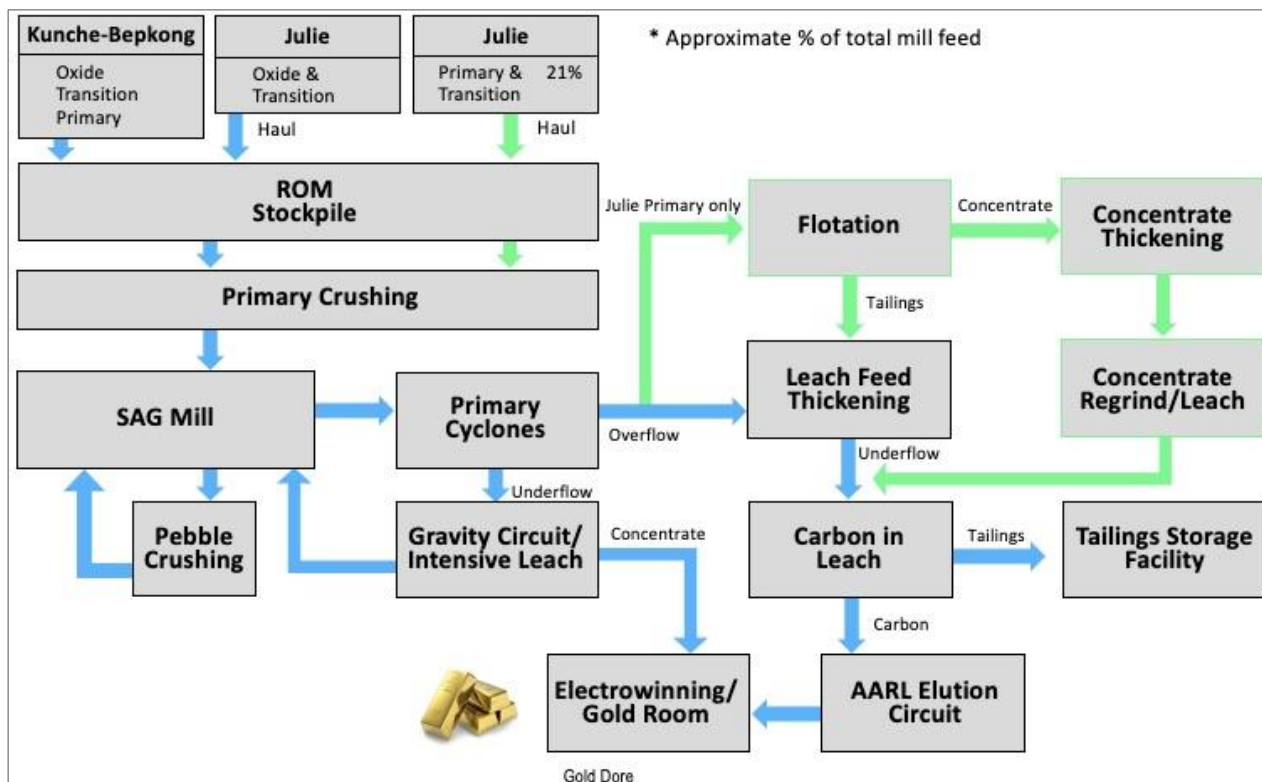 Kunche-Bepkong
Oxide
Transition
Primary
Julie
Oxide &
Transition
Julie
Primary & 21%
Transition
* Approximate % of total mill feed
Haul
Haul
ROM
Stockpile
Primary Crushing
SAG Mill
Primary
Cyclones
Overflow
Underflow
Pebble
Crushing
Gravity Circuit/
Intensive Leach
Concentrate
Julie Primary only
Flotation
Concentrate
Concentrate
Thickening
Tailings
Leach Feed
Thickening
Concentrate
Regrind/Leach
Underflow
Carbon in
Leach
Tailings
Tailings Storage
Facility
Carbon
Electrowinning/
Gold Room
AARL Elution
Circuit
Gold Dore